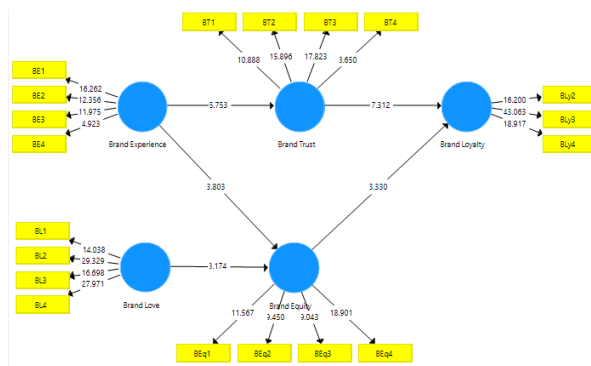 BT1
BT2
BT3
BT4
10.888
15.896
17.823
3.650
BE1
BE2
BE3
BE4
16.262
12.356
11.975
4.923
5.753
7.312
16.200
43.063
18.917
BLy2
BLy3
BLy4
Brand Experience
Brand Trust
Brand Loyalty
3.803
3.330
BL1
BL2
BL3
BL4
14.038
29.329
16.698
27.971
3.174
Brand Love
Brand Equity
11.567
9.450
9.043
18.901
BEq1
BEq2
BEq3
BEq4